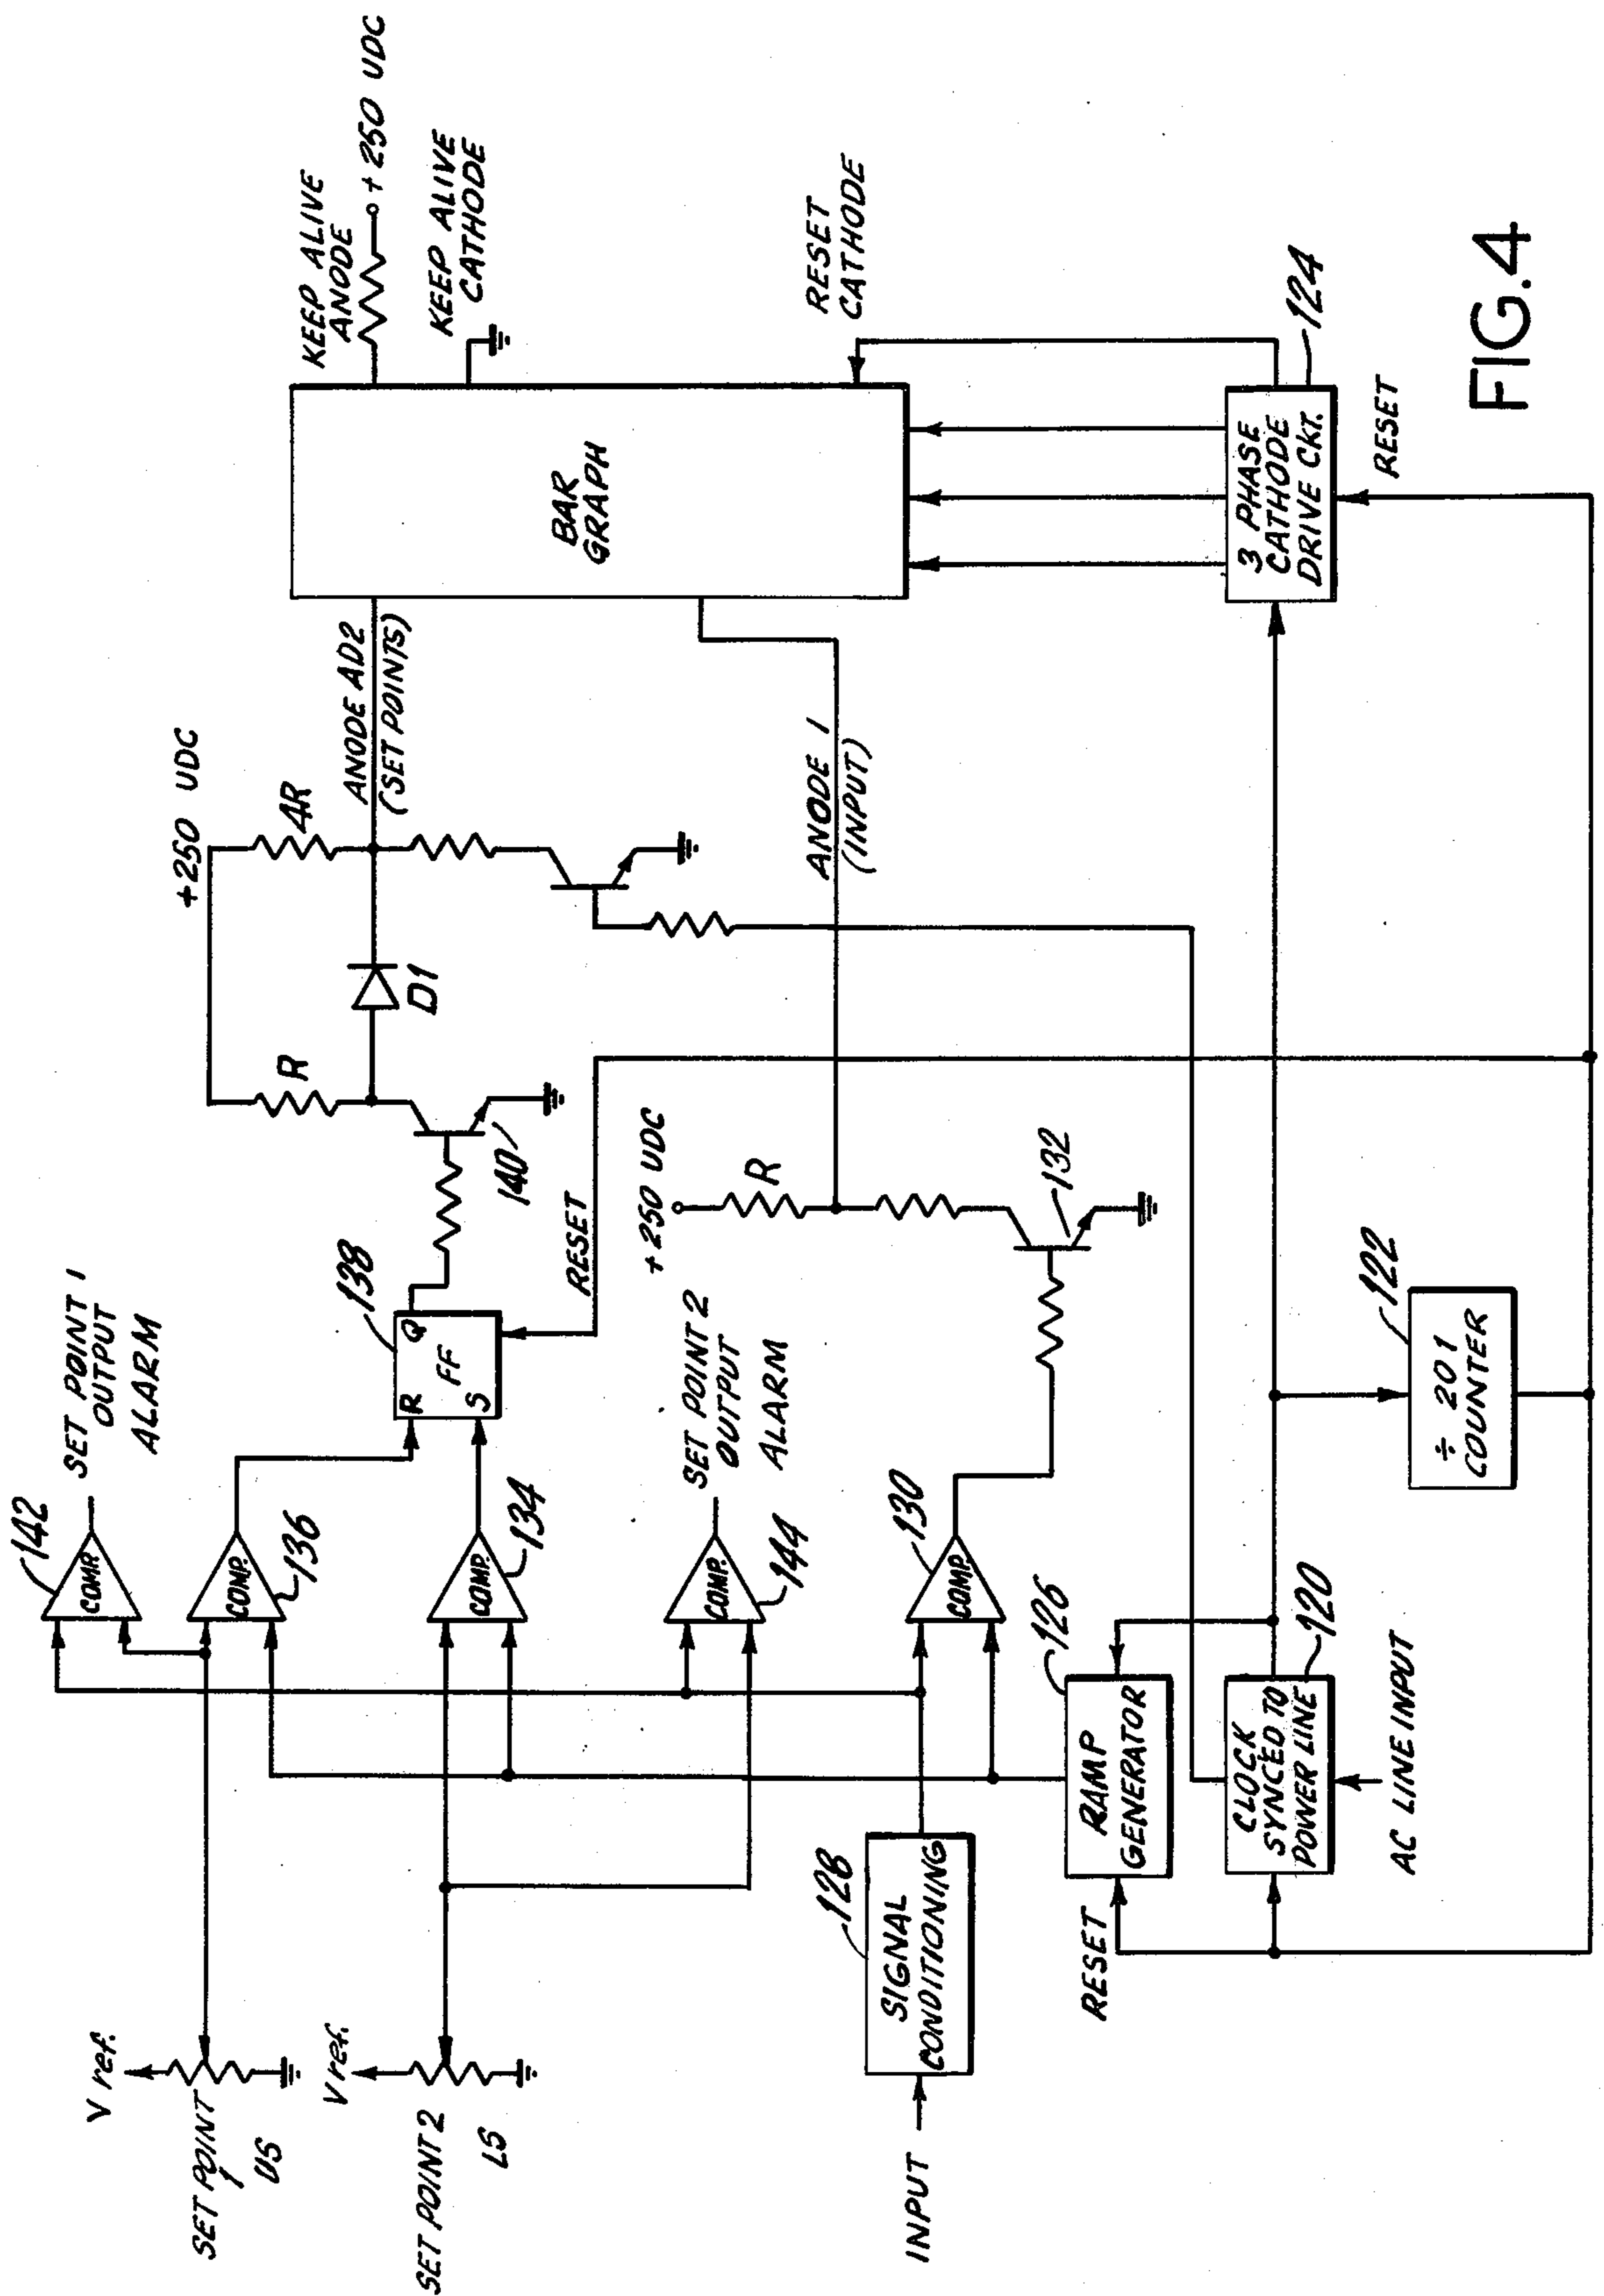 V ref.
SET POINT
1
US
V ref.
SET POINT 2
LS
INPUT
SIGNAL
CONDITIONING
128
142
COMP.
SET POINT 1
OUTPUT
ALARM
COMP.
136
COMP.
134
COMP.
144
SET POINT 2
OUTPUT
ALARM
COMP.
130
RAMP
GENERATOR
126
RESET
CLOCK
SYNCED TO
POWER LINE
120
AC LINE INPUT
÷ 201
COUNTER
122
138
R
Q
FF
S
RESET
140
R
+250 UDC
4R
D1
+250 UDC
R
132
ANODE AD2
(SET POINTS)
ANODE 1
(INPUT)
BAR
GRAPH
KEEP ALIVE
ANODE
+250 UDC
KEEP ALIVE
CATHODE
RESET
CATHODE
3 PHASE
CATHODE
DRIVE CKT.
124
RESET
FIG.4